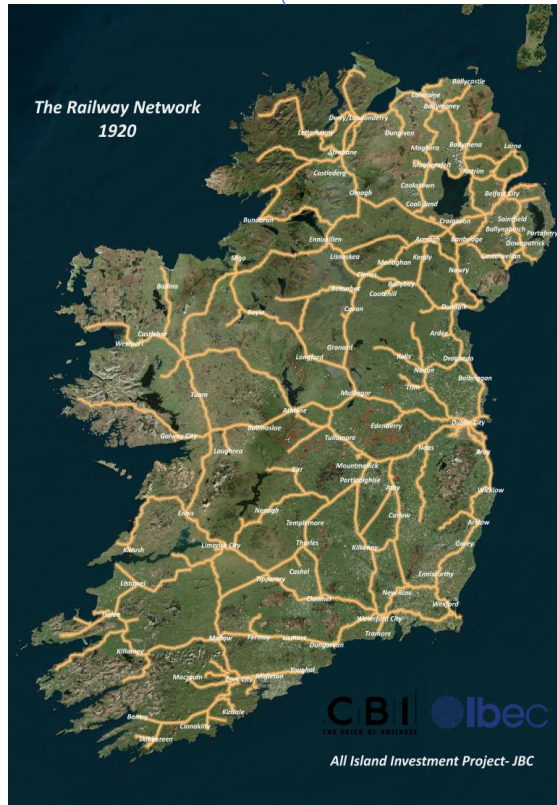 The Railway Network
1920
Ballycastle
Coleraine
Ballymoney
Derry/Londonderry
Dungiven
Letterkenny
Maghera
Ballymena
Larne
Strabane
Magherafelt
Antrim
Castlederg
Cookstown
Belfast City
Omagh
Coalisland
Saintfield
Craigavon
Ballynahinch
Portaferry
Bundoran
Enniskillen
Armagh
Banbridge
Downpatrick
Lisnaskea
Keady
Castlewellan
Sligo
Monaghan
Clones
Newry
Ballina
Belturbet
Ballybay
Cootehill
Cavan
Dundalk
Boyle
Castlebar
Ardee
Westport
Granard
Longford
Kells
Drogheda
Navan
Balbriggan
Trim
Tuam
Mullingar
Athlone
Dublin City
Ballinasloe
Edenderry
Galway City
Tullamore
Loughrea
Naas
Bray
Birr
Mountmellick
Portlaoighise
Athy
Wicklow
Nenagh
Ennis
Carlow
Templemore
Arklow
Kilrush
Limerick City
Thurles
Kilkenny
Gorey
Cashel
Enniscorthy
Listowel
Tipperary
Clonmel
New Ross
Wexford
Tralee
Waterford City
Tramore
Mallow
Fermoy
Lismore
Dungarvan
Killarney
Macroom
Cork City
Midleton
Youghal
Bantry
Kinsale
Clonakilty
Skibbereen
CBI
THE VOICE OF BUSINESS
Ibec
All Island Investment Project- JBC